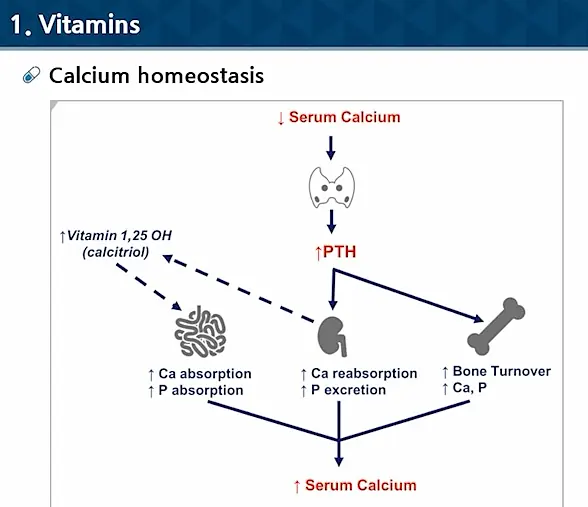 1. Vitamins
Calcium homeostasis
↓ Serum Calcium
↑PTH
↑Vitamin 1,25 OH
(calcitriol)
↑ Ca absorption
↑ P absorption
↑ Ca reabsorption
↑ P excretion
↑ Bone Turnover
↑ Ca, P
↑ Serum Calcium